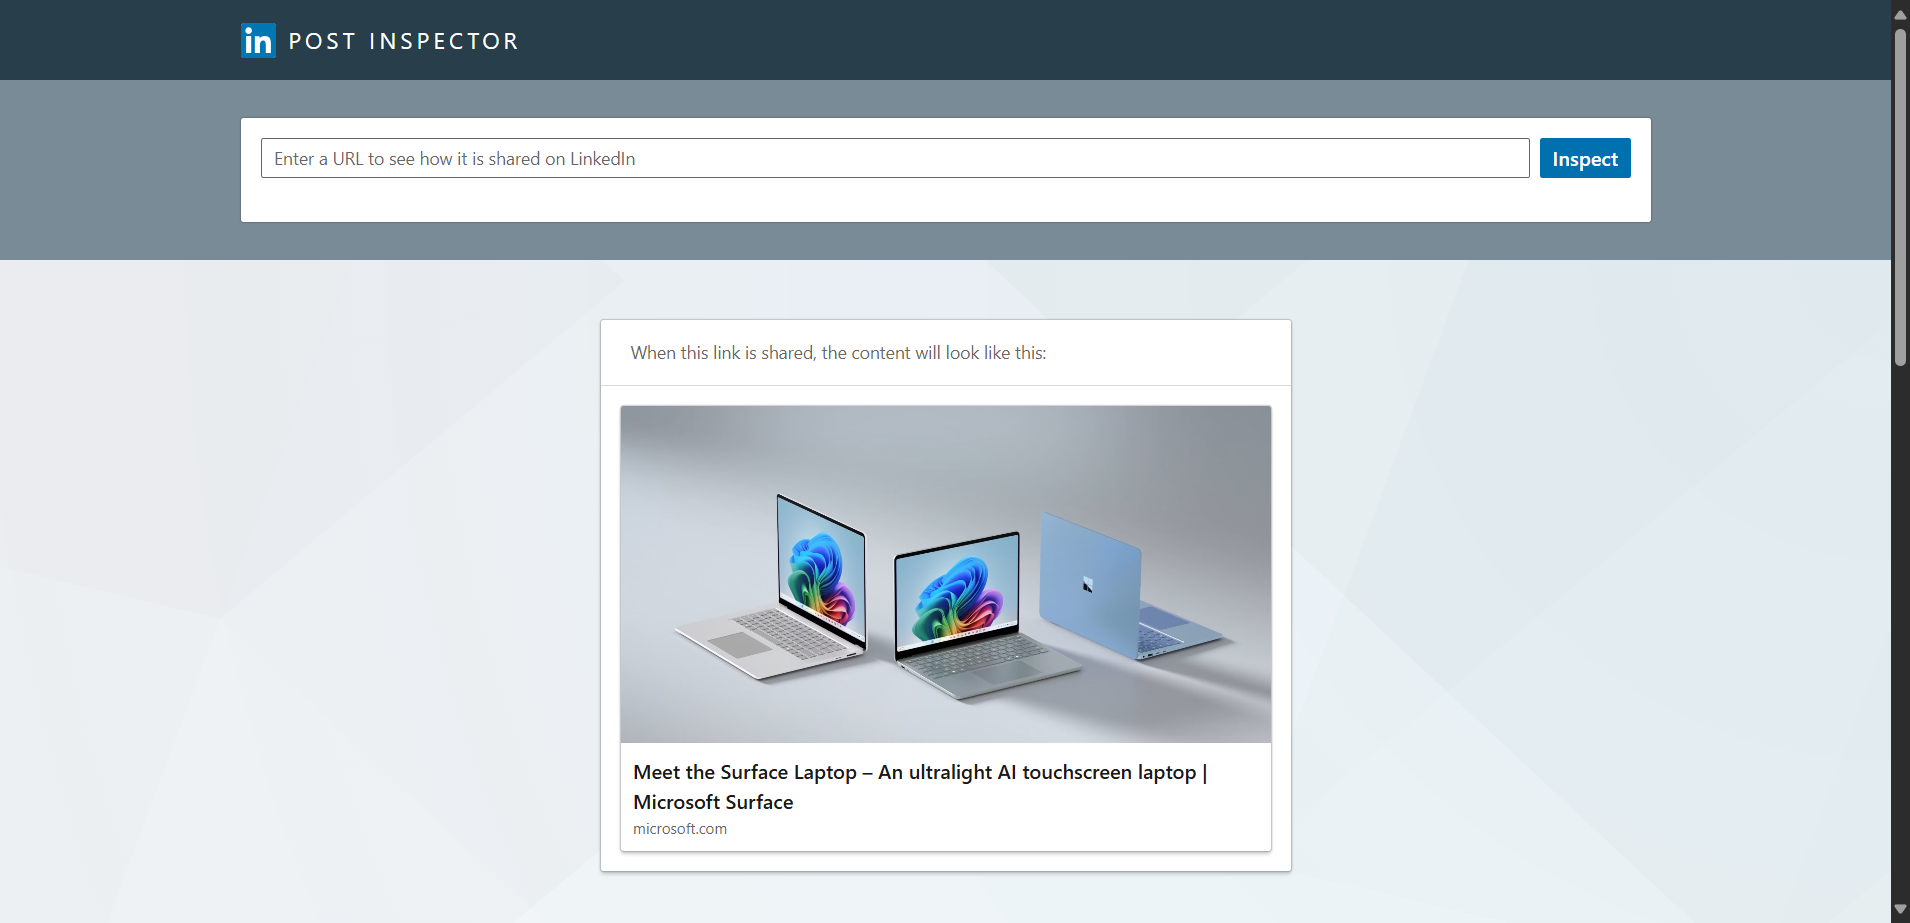 in POST INSPECTOR
Enter a URL to see how it is shared on LinkedIn
Inspect
When this link is shared, the content will look like this:
Meet the Surface Laptop – An ultralight AI touchscreen laptop |
Microsoft Surface
microsoft.com